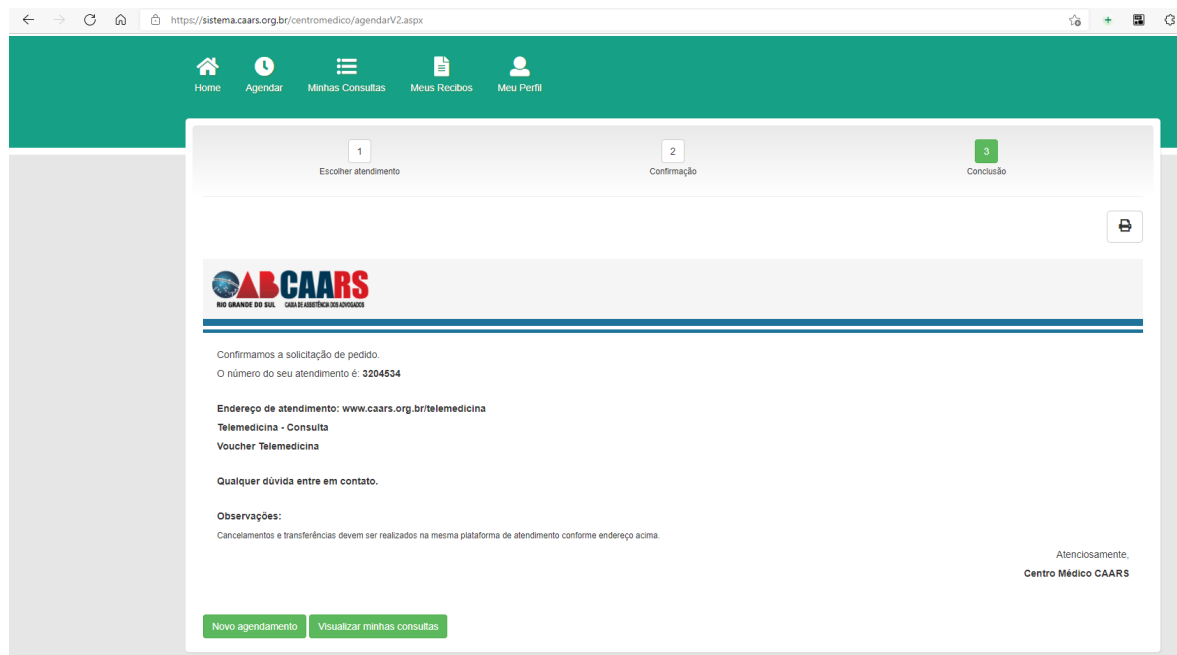 https://sistema.caars.org.br/centromedico/agendarV2.aspx
Home Agendar Minhas Consultas Meus Recibos Meu Perfil
1 2 3
Escolher atendimento Confirmação Conclusão
OABCAARS
RIO GRANDE DO SUL CAIXA DE ASSISTÊNCIA DOS ADVOGADOS
Confirmamos a solicitação de pedido.
O número do seu atendimento é: 3204534
Endereço de atendimento: www.caars.org.br/telemedicina
Telemedicina - Consulta
Voucher Telemedicina
Qualquer dúvida entre em contato.
Observações:
Cancelamentos e transferências devem ser realizados na mesma plataforma de atendimento conforme endereço acima.
Atenciosamente,
Centro Médico CAARS
Novo agendamento Visualizar minhas consultas